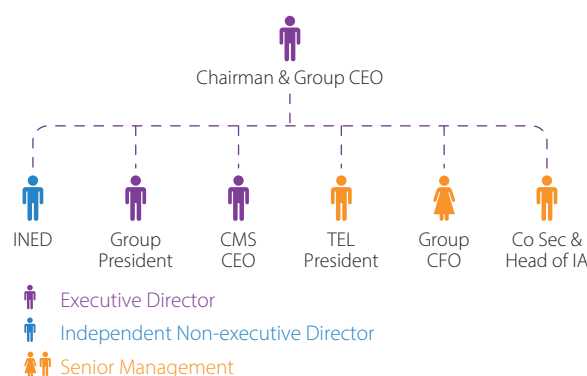 Chairman & Group CEO
INED
Group
President
CMS
CEO
TEL
President
Group
CFO
Co Sec &
Head of IA
Executive Director
Independent Non-executive Director
Senior Management